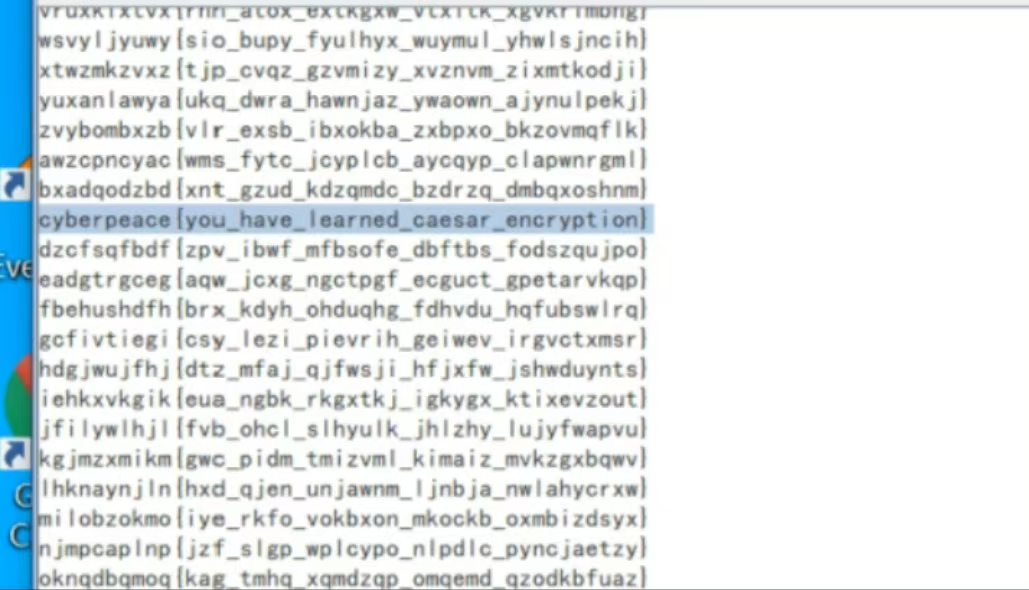 vruxkixtvx{rhn_atox_extkgxw_vtxltk_xgvkrimbhg}
wsvyljyuwy{sio_bupy_fyulhyx_wuymul_yhwlsjncih}
xtwzmkzvxz{tjp_cvqz_gzvmizy_xvznvm_zixmtkodji}
yuxanlawya{ukq_dwra_hawnjaz_ywaown_ajynulpekj}
zvybombxzb{vlr_exsb_ibxokba_zxbpxo_bkzovmqflk}
awzcpncyac{wms_fytc_jcyplcb_aycqyp_clapwnrgml}
bxadqodzbd{xnt_gzud_kdzqmdc_bzdrzq_dmbqxoshnm}
cyberpeace{you_have_learned_caesar_encryption}
dzcfsqfbdf{zpv_ibwf_mfbsofe_dbftbs_fodszqujpo}
eadgtrgceg{aqw_jcxg_ngctpgf_ecguct_gpetarvkqp}
fbehushdfh{brx_kdyh_ohduqhg_fdhvdu_hqfubswlrq}
gcfivtiegi{csy_lezi_pievrih_geiwev_irgvctxmsr}
hdgjwujfhj{dtz_mfaj_qjfwsji_hfjxfw_jshwduynts}
iehkxvkgik{eua_ngbk_rkgxtkj_igkygx_ktixevzout}
jfilywlhjl{fvb_ohcl_slhyulk_jhlzhy_lujyfwapvu}
kgjmzxmikm{gwc_pidm_tmizvml_kimaiz_mvkzgxbqwv}
lhknaynjln{hxd_qjen_unjawnm_ljnbja_nwlahycrxw}
milobzokmo{iye_rkfo_vokbxon_mkockb_oxmbizdsyx}
njmpcaplnp{jzf_slgp_wplcypo_nlpdlc_pyncjaetzy}
oknqdbqmoq{kag_tmhq_xqmdzqp_omqemd_qzodkbfuaz}